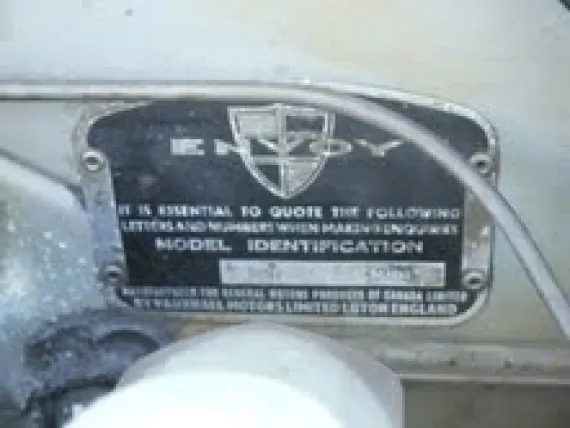 ENVOY
IT IS ESSENTIAL TO QUOTE THE FOLLOWING
LETTERS AND NUMBERS WHEN MAKING ENQUIRIES
MODEL IDENTIFICATION
MANUFACTURED FOR GENERAL MOTORS PRODUCTS OF CANADA LIMITED
BY VAUXHALL MOTORS LIMITED LUTON ENGLAND